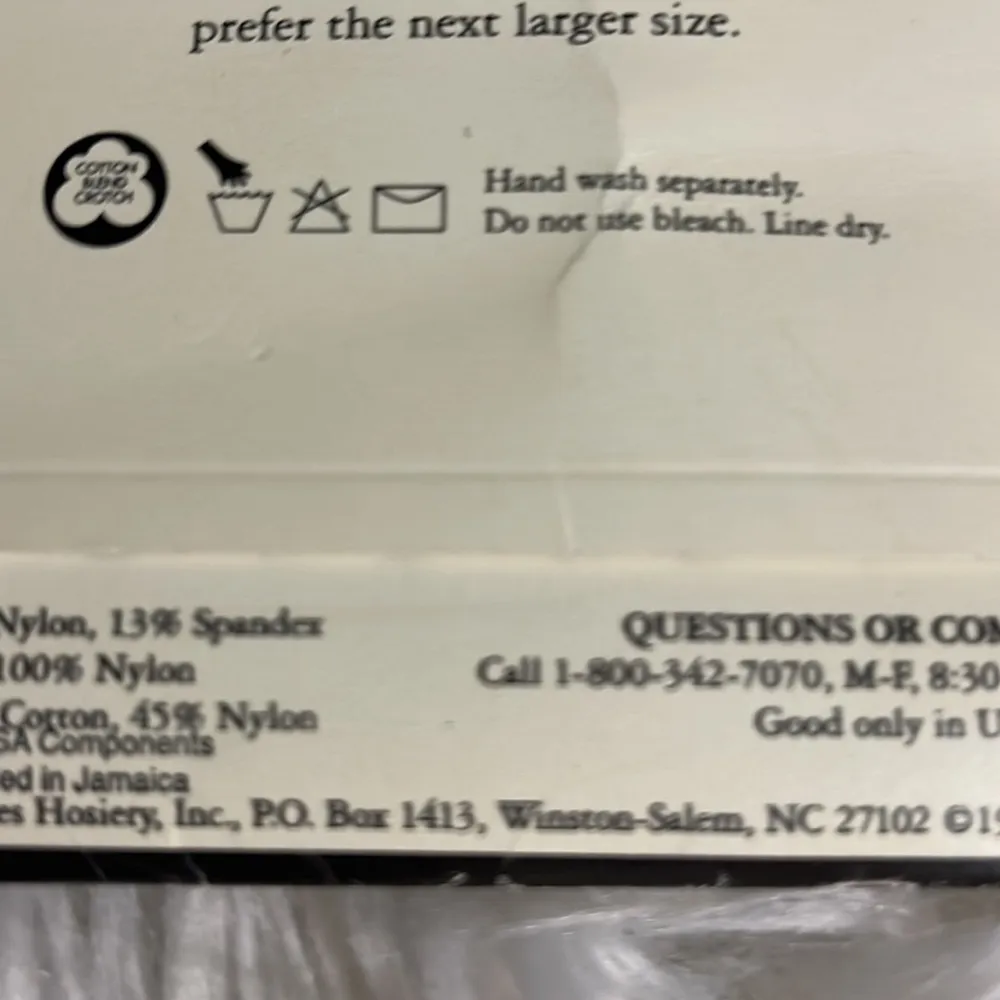 prefer the next larger size.
COTTON
BLEND
CROTCH
Hand wash separately.
Do not use bleach. Line dry.
Nylon, 13% Spandex
100% Nylon
Cotton, 45% Nylon
SA Components
ed in Jamaica
QUESTIONS OR COM
Call 1-800-342-7070, M-F, 8:30
Good only in U
es Hosiery, Inc., P.O. Box 1413, Winston-Salem, NC 27102 ©19